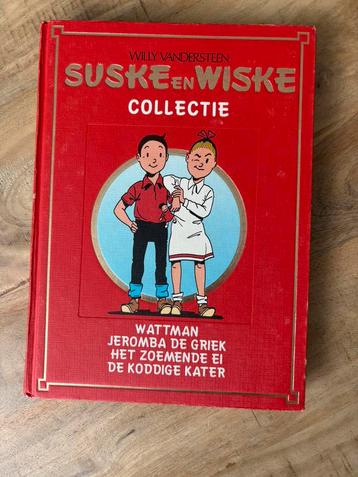 WILLY VANDERSTEEN
SUSKE EN WISKE
COLLECTIE
WATTMAN
JEROMBA DE GRIEK
HET ZOEMENDE EI
DE KODDIGE KATER